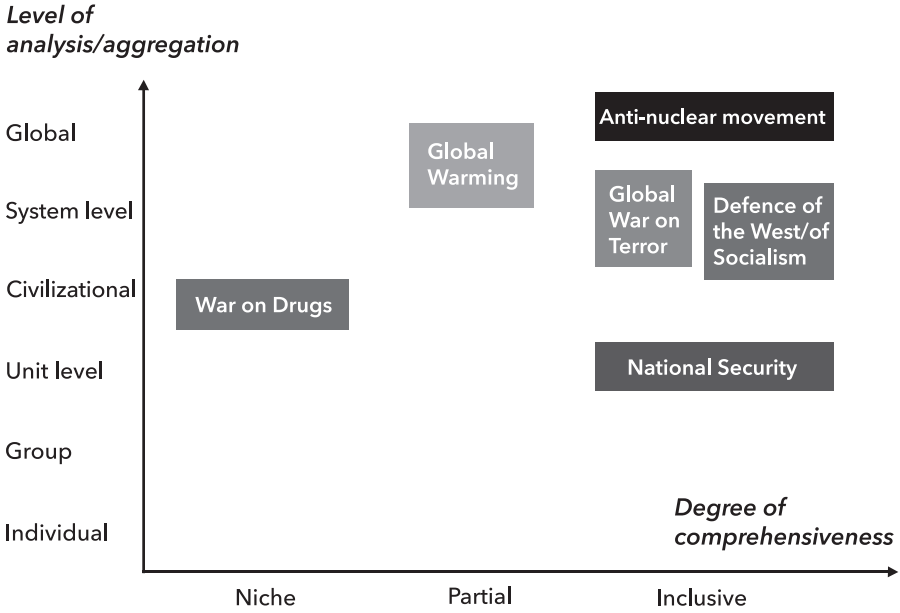 Level of
analysis/aggregation
Global
System level
Civilizational
Unit level
Group
Individual
Anti-nuclear movement
Global
Warming
Global
War on
Terror
Defence of
the West/of
Socialism
War on Drugs
National Security
Degree of
comprehensiveness
Niche
Partial
Inclusive